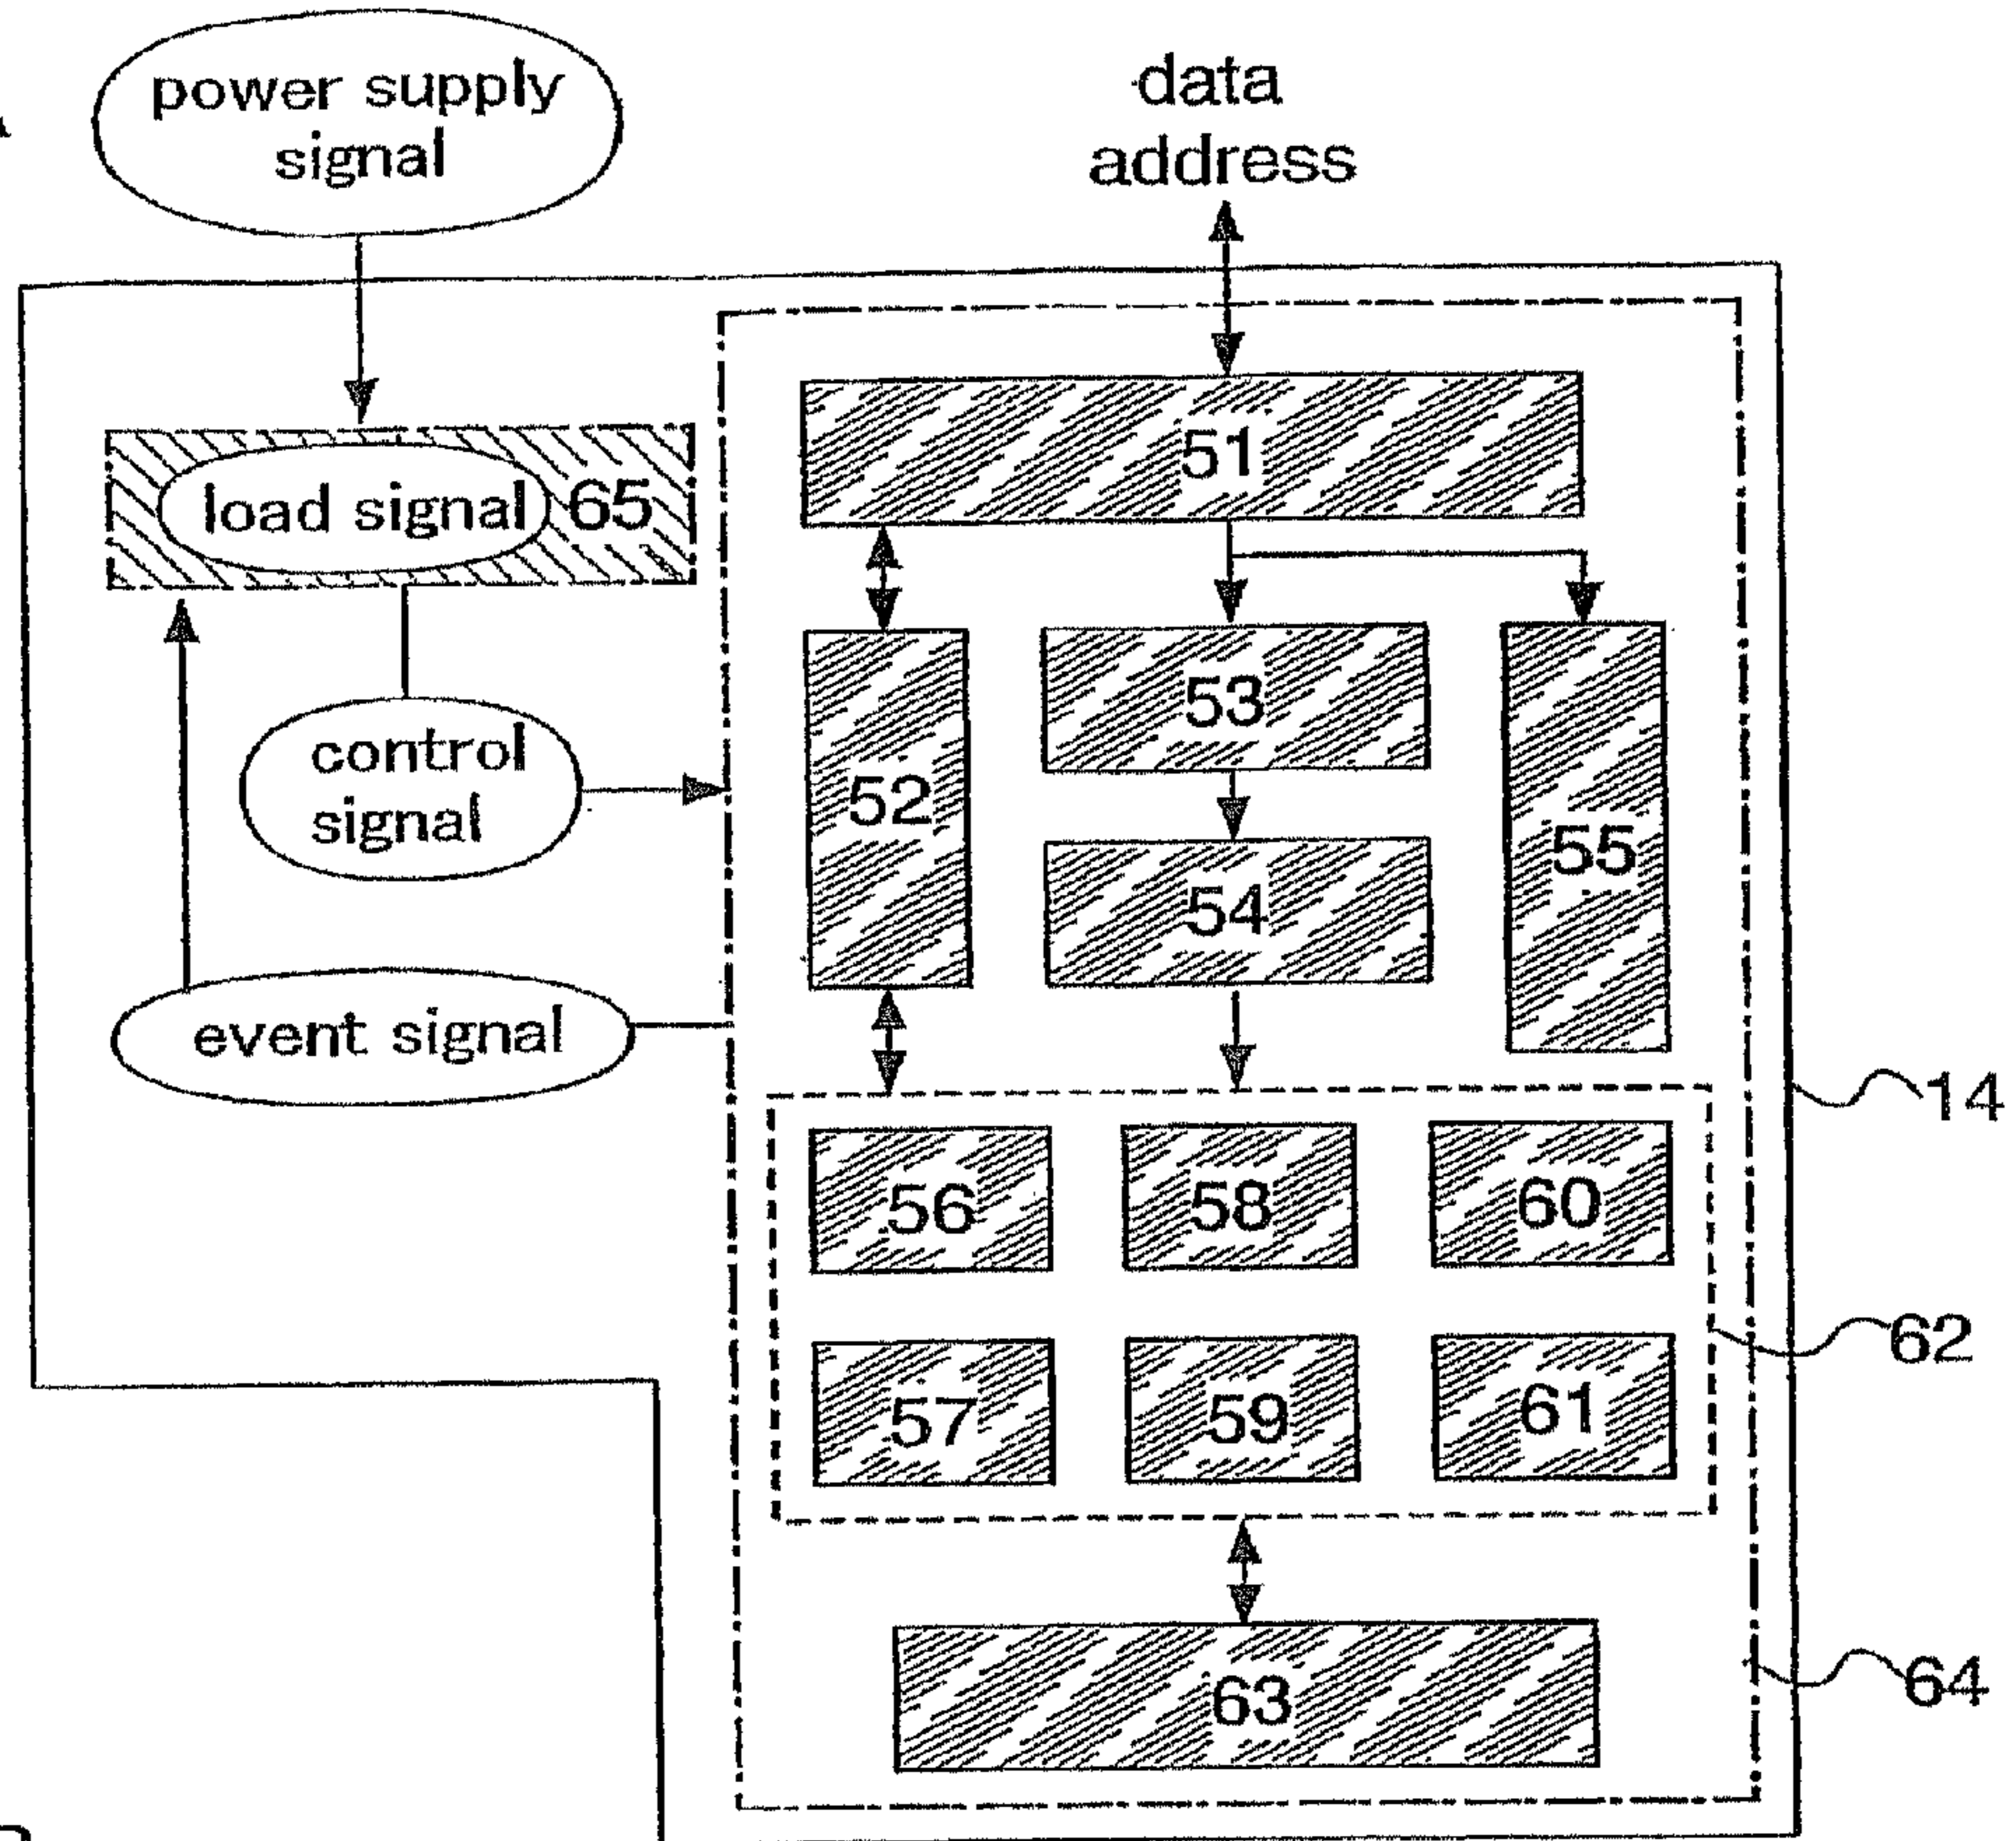 power supply
signal
data
address
load signal 65
51
control
signal
52
53
54
55
event signal
14
56 58 60
62
57 59 61
63
64